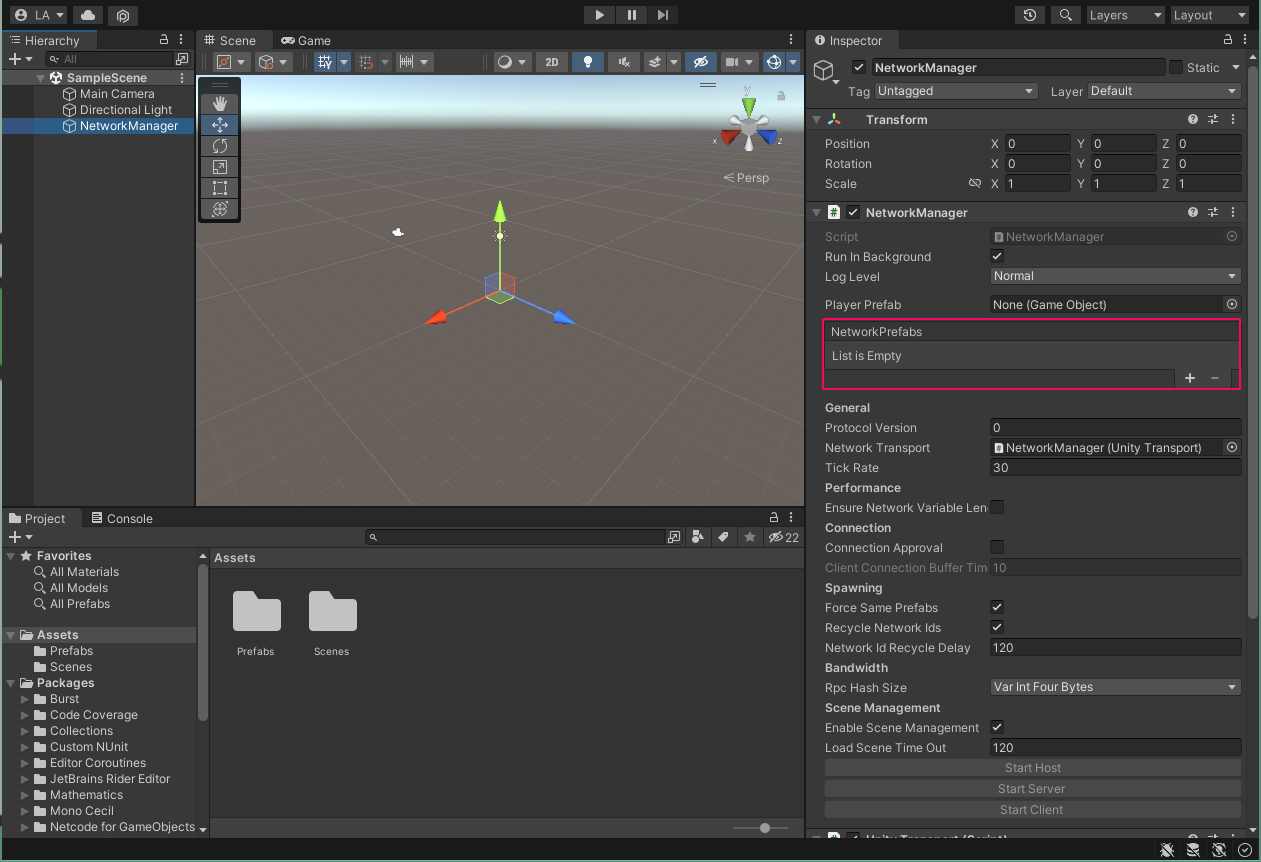 LA
Layers
Layout
Hierarchy
All
SampleScene
Main Camera
Directional Light
NetworkManager
Scene
Game
2D
y
x
z
Persp
Inspector
NetworkManager
Static
Tag
Untagged
Layer
Default
Transform
Position X 0 Y 0 Z 0
Rotation X 0 Y 0 Z 0
Scale X 1 Y 1 Z 1
NetworkManager
Script NetworkManager
Run In Background
Log Level Normal
Player Prefab None (Game Object)
NetworkPrefabs
List is Empty
General
Protocol Version 0
Network Transport NetworkManager (Unity Transport)
Tick Rate 30
Performance
Ensure Network Variable Len
Connection
Connection Approval
Client Connection Buffer Tim 10
Spawning
Force Same Prefabs
Recycle Network Ids
Network Id Recycle Delay 120
Bandwidth
Rpc Hash Size Var Int Four Bytes
Scene Management
Enable Scene Management
Load Scene Time Out 120
Start Host
Start Server
Start Client
Unity Transport (Script)
Project
Console
22
Favorites
All Materials
All Models
All Prefabs
Assets
Prefabs
Scenes
Packages
Burst
Code Coverage
Collections
Custom NUnit
Editor Coroutines
JetBrains Rider Editor
Mathematics
Mono Cecil
Netcode for GameObjects
Assets
Prefabs
Scenes